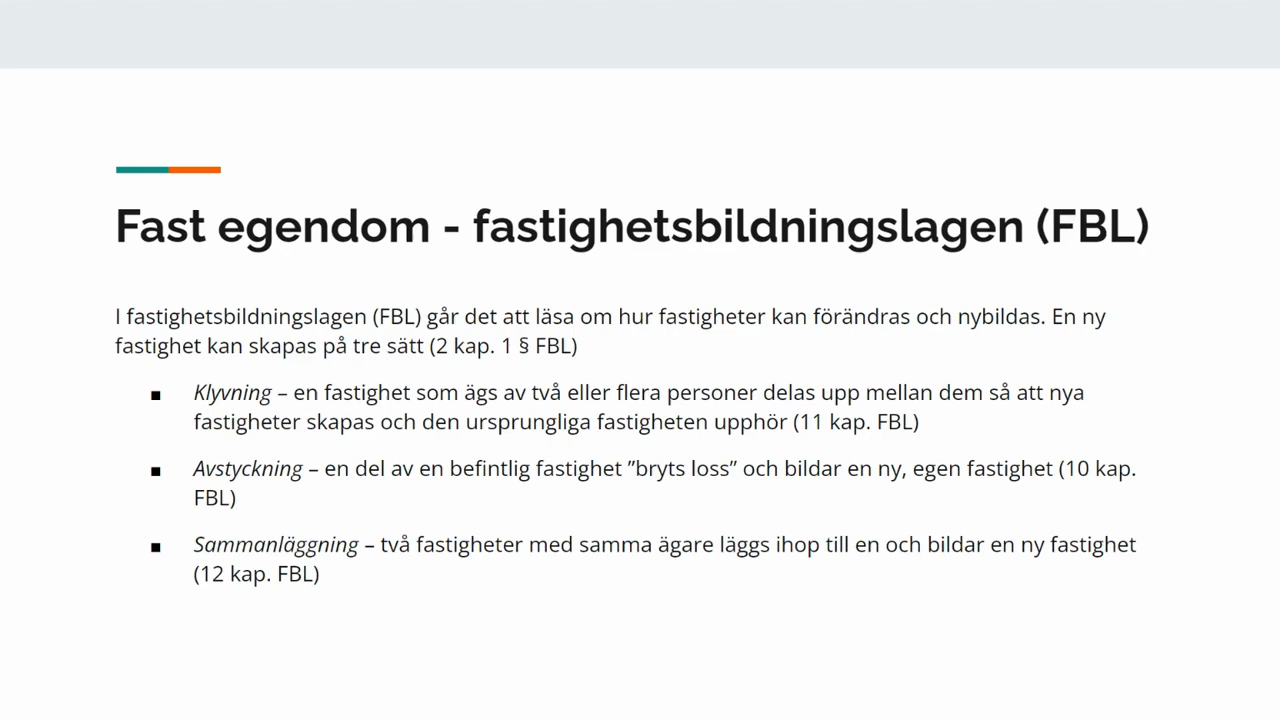 Fast egendom - fastighetsbildningslagen (FBL)
I fastighetsbildningslagen (FBL) går det att läsa om hur fastigheter kan förändras och nybildas. En ny
fastighet kan skapas på tre sätt (2 kap. 1 § FBL)
■ Klyvning – en fastighet som ägs av två eller flera personer delas upp mellan dem så att nya
fastigheter skapas och den ursprungliga fastigheten upphör (11 kap. FBL)
■ Avstyckning – en del av en befintlig fastighet ”bryts loss” och bildar en ny, egen fastighet (10 kap.
FBL)
■ Sammanläggning – två fastigheter med samma ägare läggs ihop till en och bildar en ny fastighet
(12 kap. FBL)